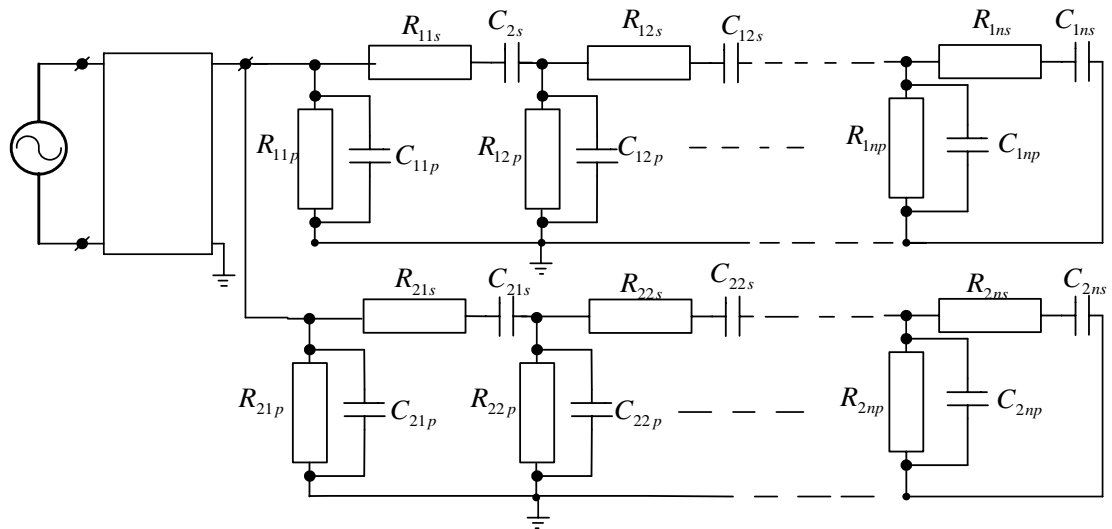 R11s C2s R12s C12s R1ns C1ns
R11p C11p R12p C12p R1np C1np
R21s C21s R22s C22s R2ns C2ns
R21p C21p R22p C22p R2np C2np